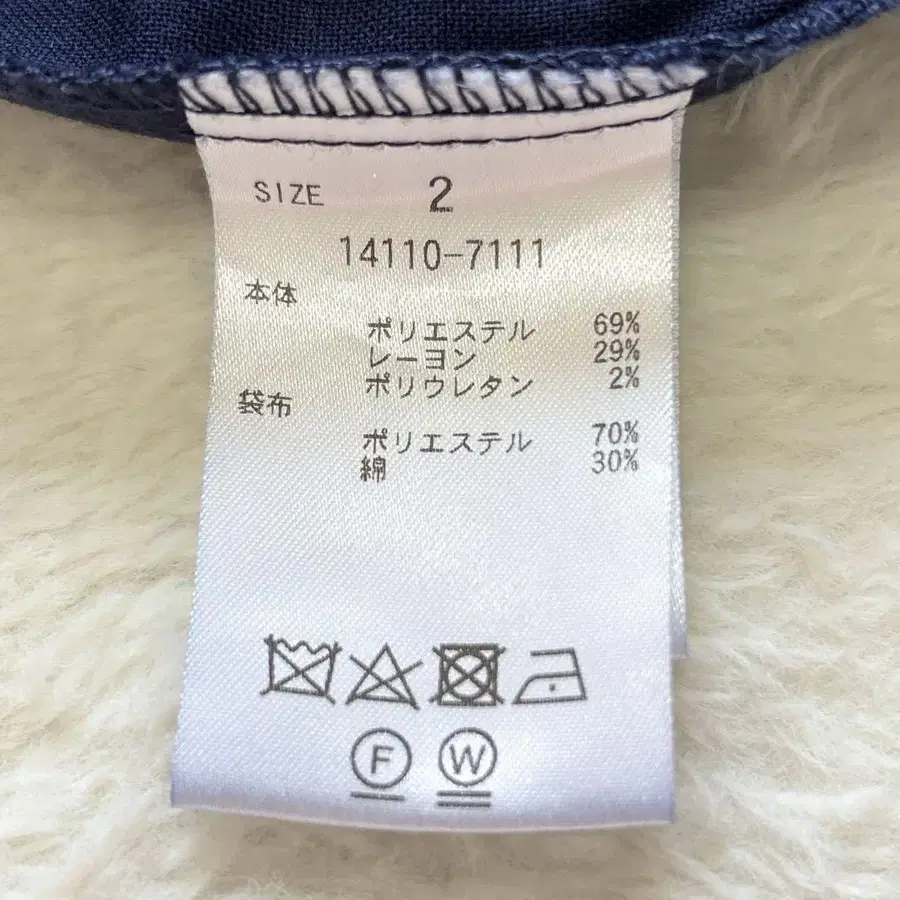 SIZE 2
14110-7111
本体
ポリエステル 69%
レーヨン 29%
ポリウレタン 2%
袋布
ポリエステル 70%
綿 30%
F W